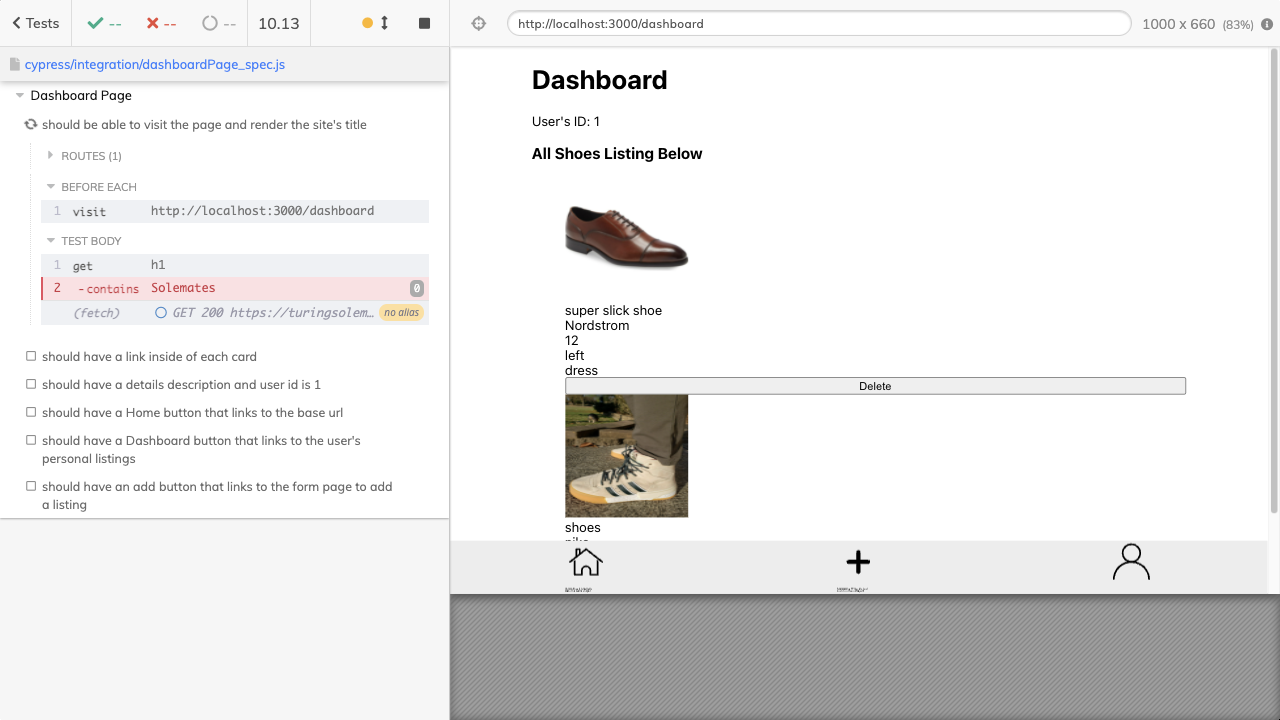 Tests
--
--
--
10.13
http://localhost:3000/dashboard
1000 x 660 (83%)
cypress/integration/dashboardPage_spec.js
Dashboard Page
should be able to visit the page and render the site's title
ROUTES (1)
BEFORE EACH
1 visit http://localhost:3000/dashboard
TEST BODY
1 get h1
2 -contains Solemates 0
(fetch) GET 200 https://turingsolem… no alias
should have a link inside of each card
should have a details description and user id is 1
should have a Home button that links to the base url
should have a Dashboard button that links to the user's
personal listings
should have an add button that links to the form page to add
a listing
Dashboard
User's ID: 1
All Shoes Listing Below
super slick shoe
Nordstrom
12
left
dress
Delete
shoes